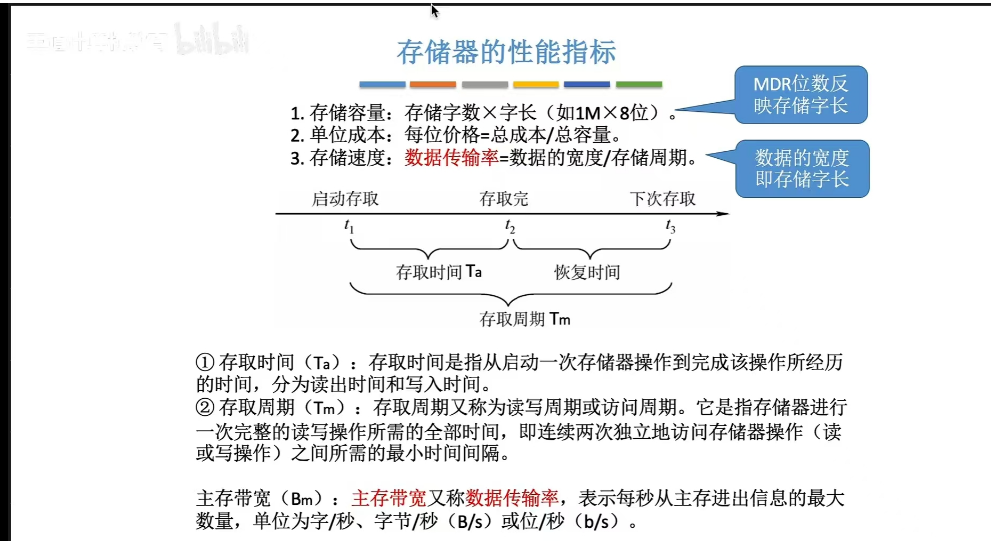 bilibili
存储器的性能指标
1. 存储容量：存储字数×字长（如1M×8位）。
MDR位数反
映存储字长
2. 单位成本：每位价格=总成本/总容量。
3. 存储速度：数据传输率=数据的宽度/存储周期。
数据的宽度
即存储字长
启动存取 存取完 下次存取
t1 t2 t3
存取时间 Ta 恢复时间
存取周期 Tm
① 存取时间（Ta）：存取时间是指从启动一次存储器操作到完成该操作所经历
的时间，分为读出时间和写入时间。
② 存取周期（Tm）：存取周期又称为读写周期或访问周期。它是指存储器进行
一次完整的读写操作所需的全部时间，即连续两次独立地访问存储器操作（读
或写操作）之间所需的最小时间间隔。
主存带宽（Bm）：主存带宽又称数据传输率，表示每秒从主存进出信息的最大
数量，单位为字/秒、字节/秒（B/s）或位/秒（b/s）。